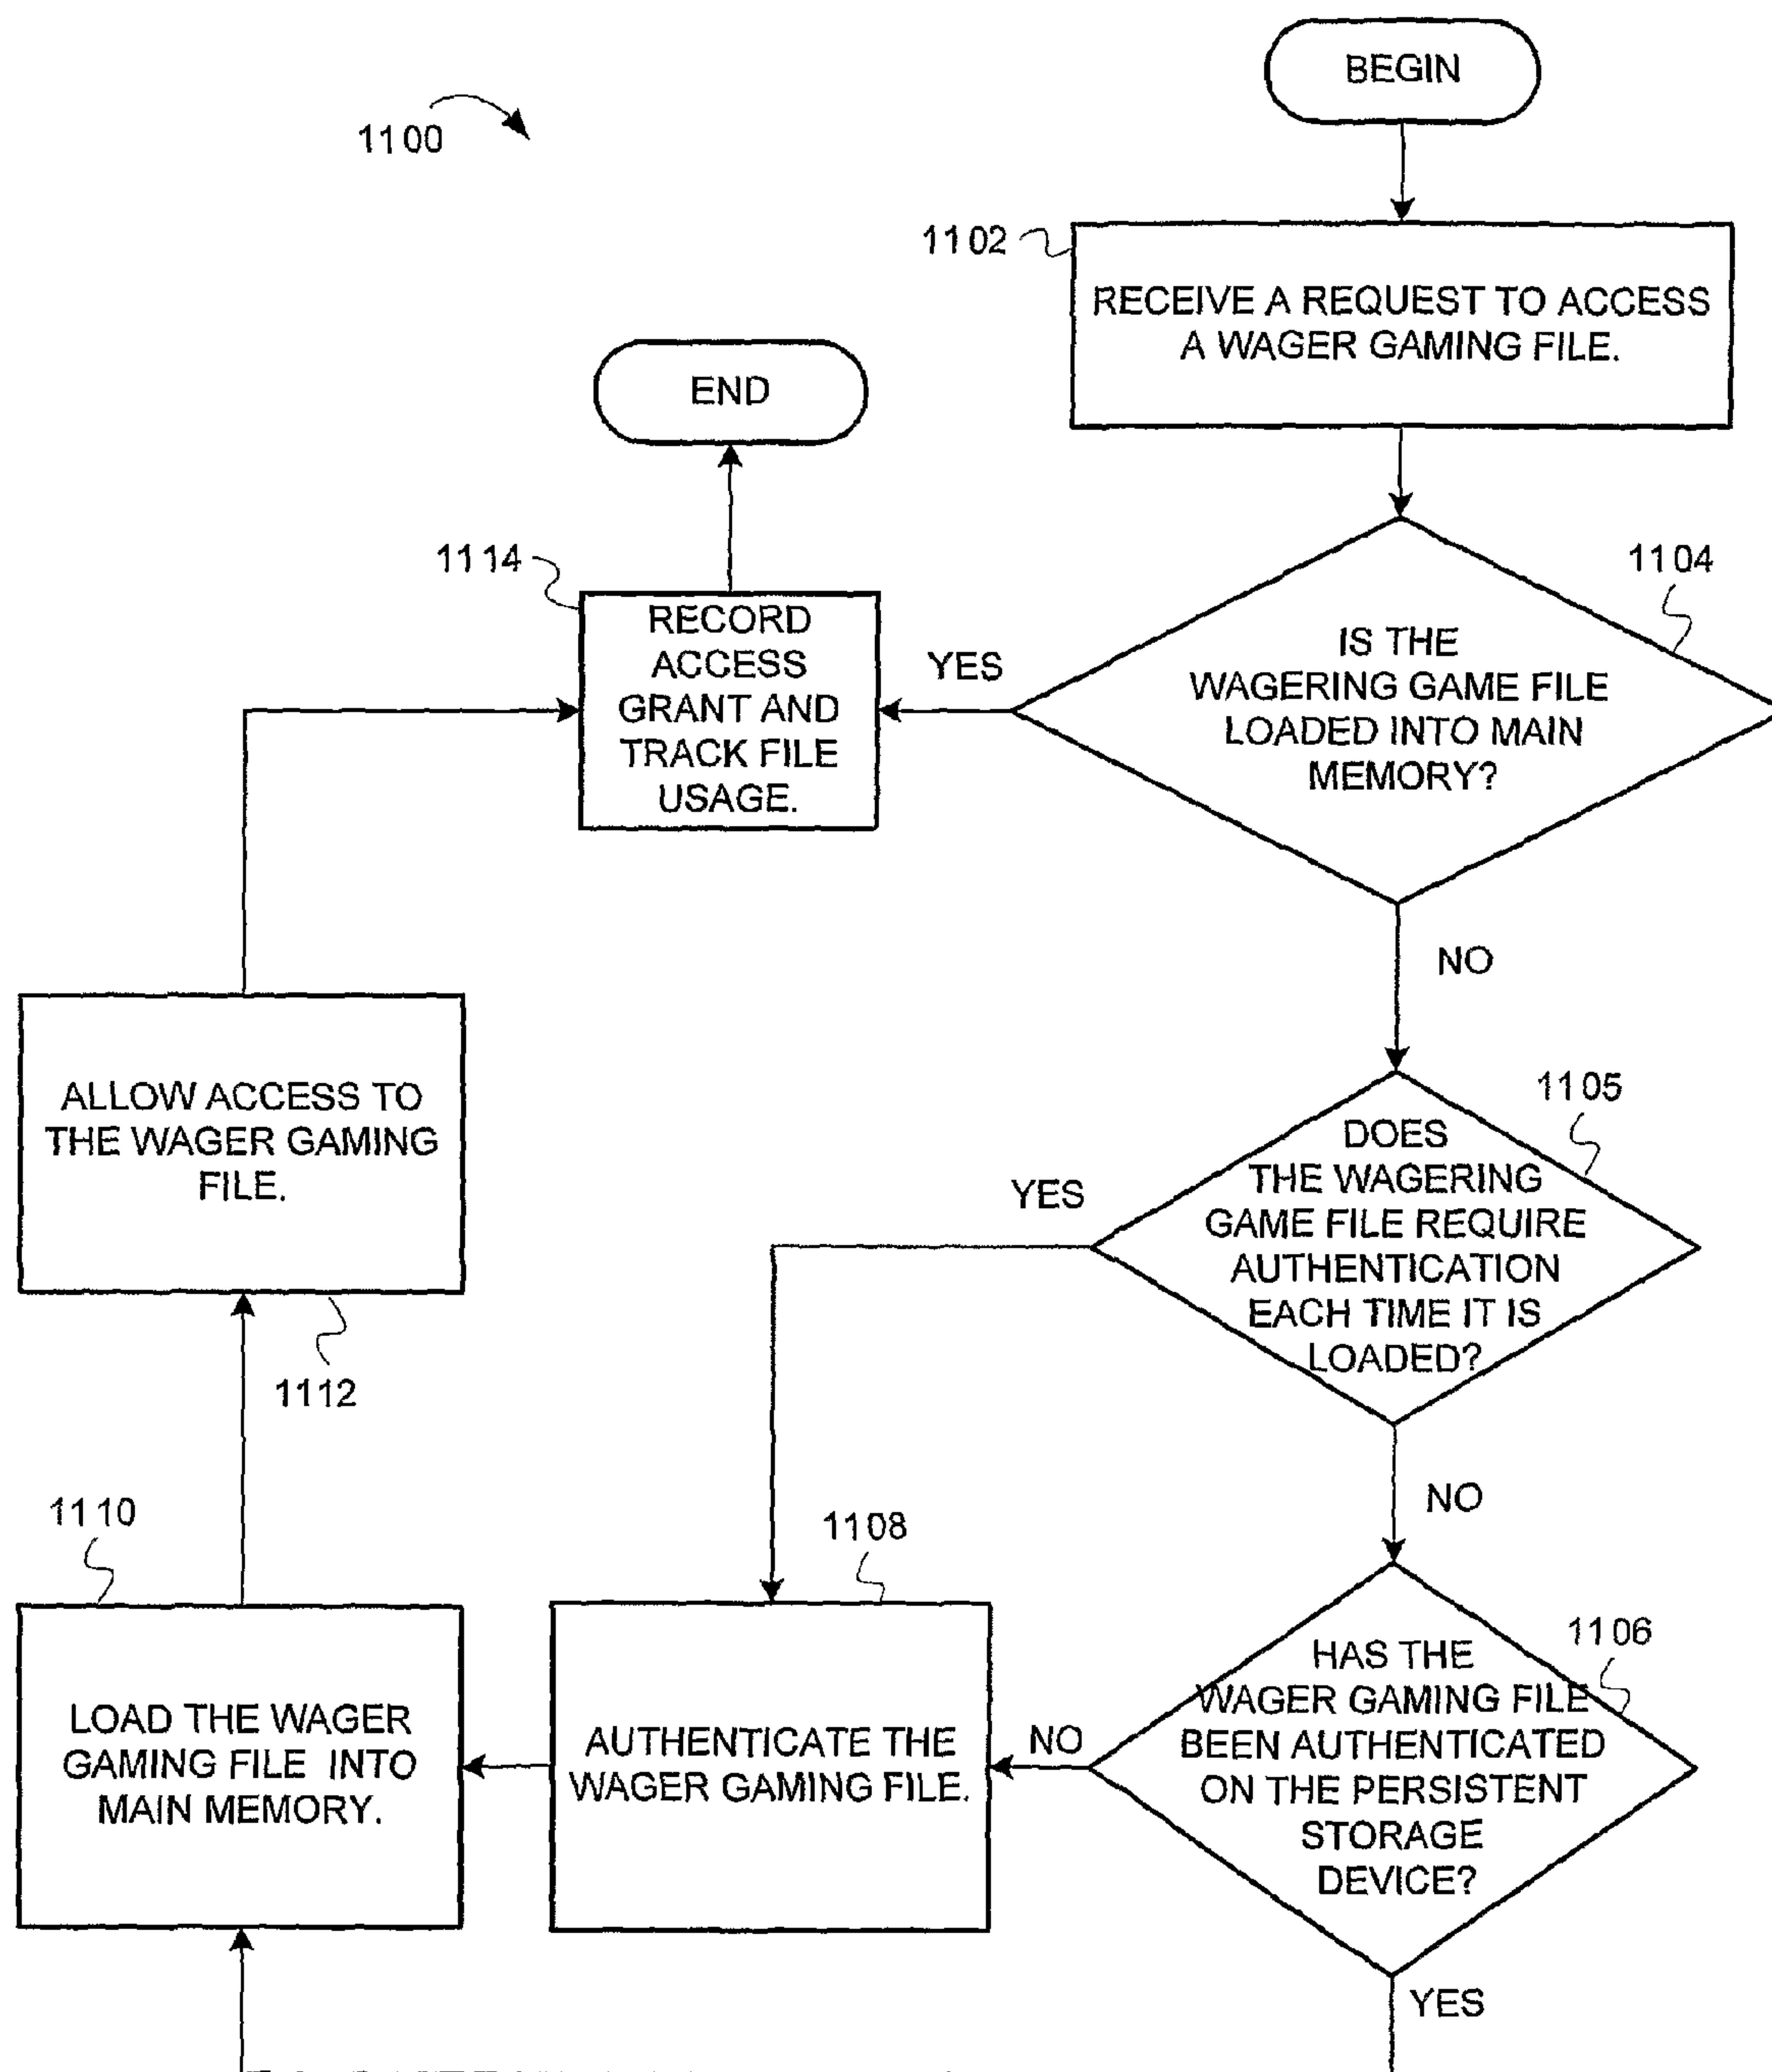 1100
BEGIN
1102
RECEIVE A REQUEST TO ACCESS
A WAGER GAMING FILE.
END
1104
IS THE
WAGERING GAME FILE
LOADED INTO MAIN
MEMORY?
YES
1114
RECORD
ACCESS
GRANT AND
TRACK FILE
USAGE.
NO
1105
DOES
THE WAGERING
GAME FILE REQUIRE
AUTHENTICATION
EACH TIME IT IS
LOADED?
YES
ALLOW ACCESS TO
THE WAGER GAMING
FILE.
1112
NO
1106
HAS THE
WAGER GAMING FILE
BEEN AUTHENTICATED
ON THE PERSISTENT
STORAGE
DEVICE?
NO
1108
AUTHENTICATE THE
WAGER GAMING FILE.
1110
LOAD THE WAGER
GAMING FILE INTO
MAIN MEMORY.
YES